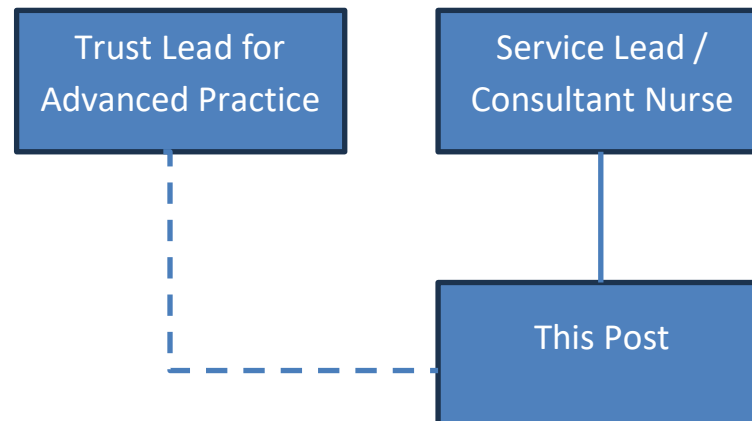 Trust Lead for
Advanced Practice
Service Lead /
Consultant Nurse
This Post